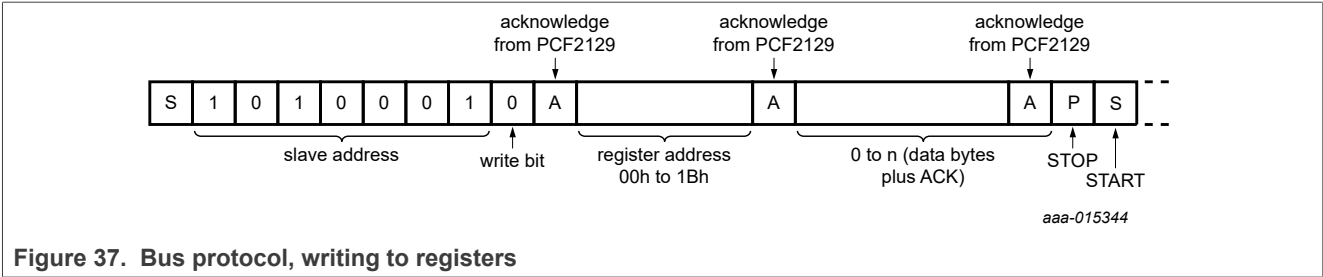 acknowledge acknowledge acknowledge
from PCF2129 from PCF2129 from PCF2129
S 1 0 1 0 0 0 1 0 A A A P S
slave address write bit register address 0 to n (data bytes STOP
00h to 1Bh plus ACK) START
aaa-015344
Figure 37. Bus protocol, writing to registers